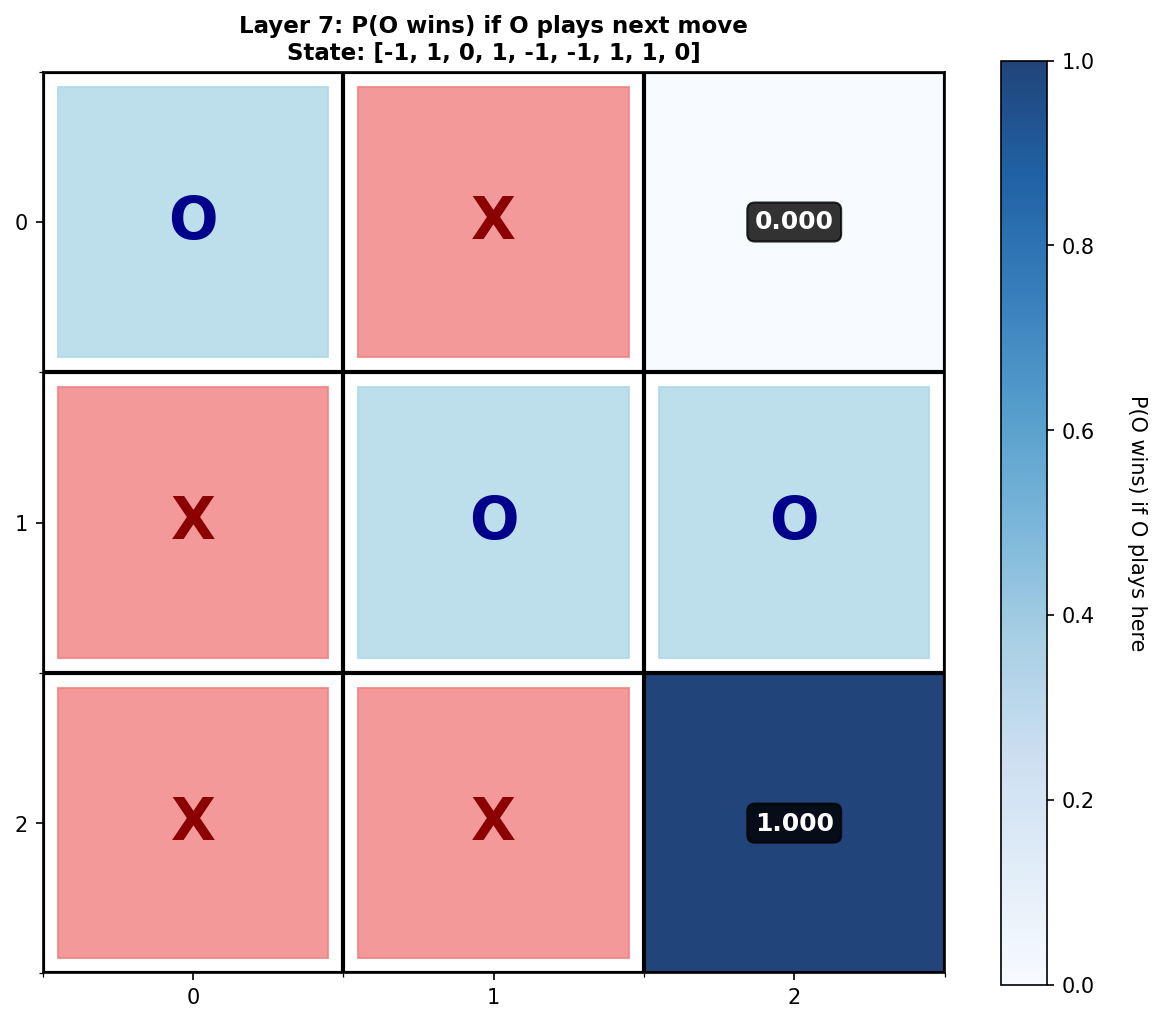 Layer 7: P(O wins) if O plays next move
State: [-1, 1, 0, 1, -1, -1, 1, 1, 0]
O X 0.000
X O O
X X 1.000
0
1
2
0 1 2
1.0
0.8
0.6
0.4
0.2
0.0
P(O wins) if O plays here